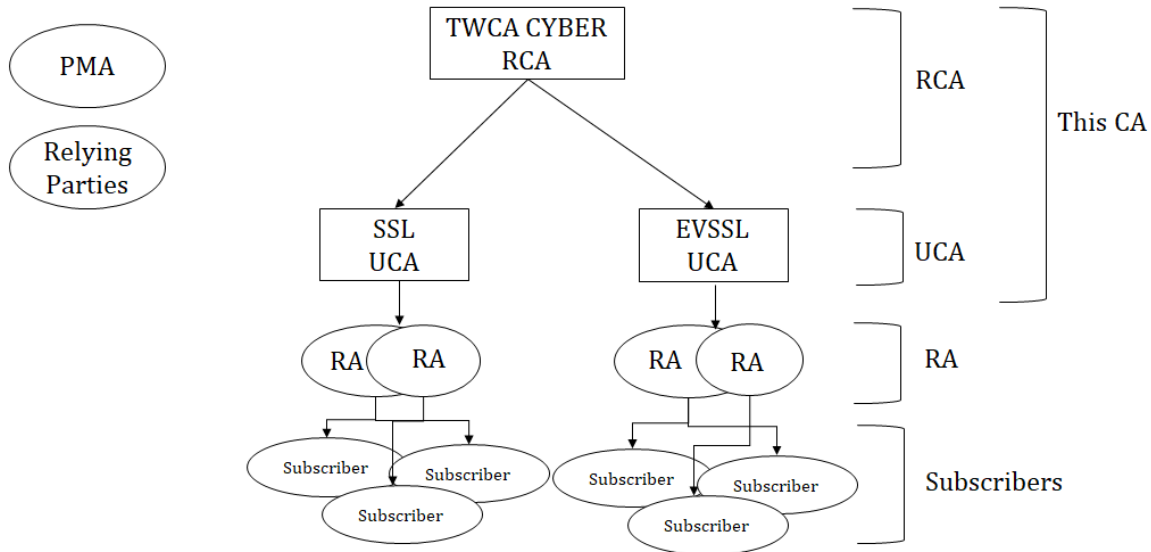 TWCA CYBER
RCA
PMA
Relying
Parties
RCA
This CA
SSL
UCA
EVSSL
UCA
UCA
RA
RA
RA
RA
RA
Subscriber
Subscriber
Subscriber
Subscriber
Subscriber
Subscriber
Subscribers